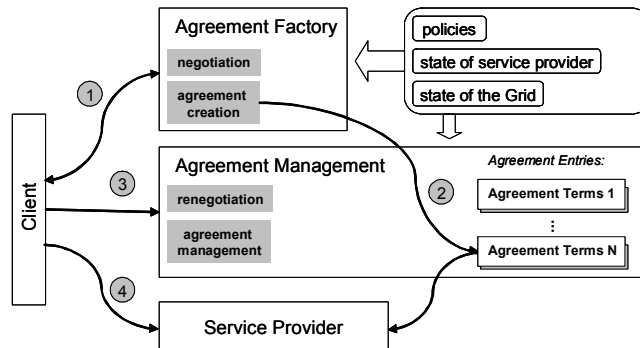 Agreement Factory
negotiation
agreement
creation
policies
state of service provider
state of the Grid
1
Client
3
Agreement Management
renegotiation
agreement
management
2
Agreement Entries:
Agreement Terms 1
...
Agreement Terms N
4
Service Provider